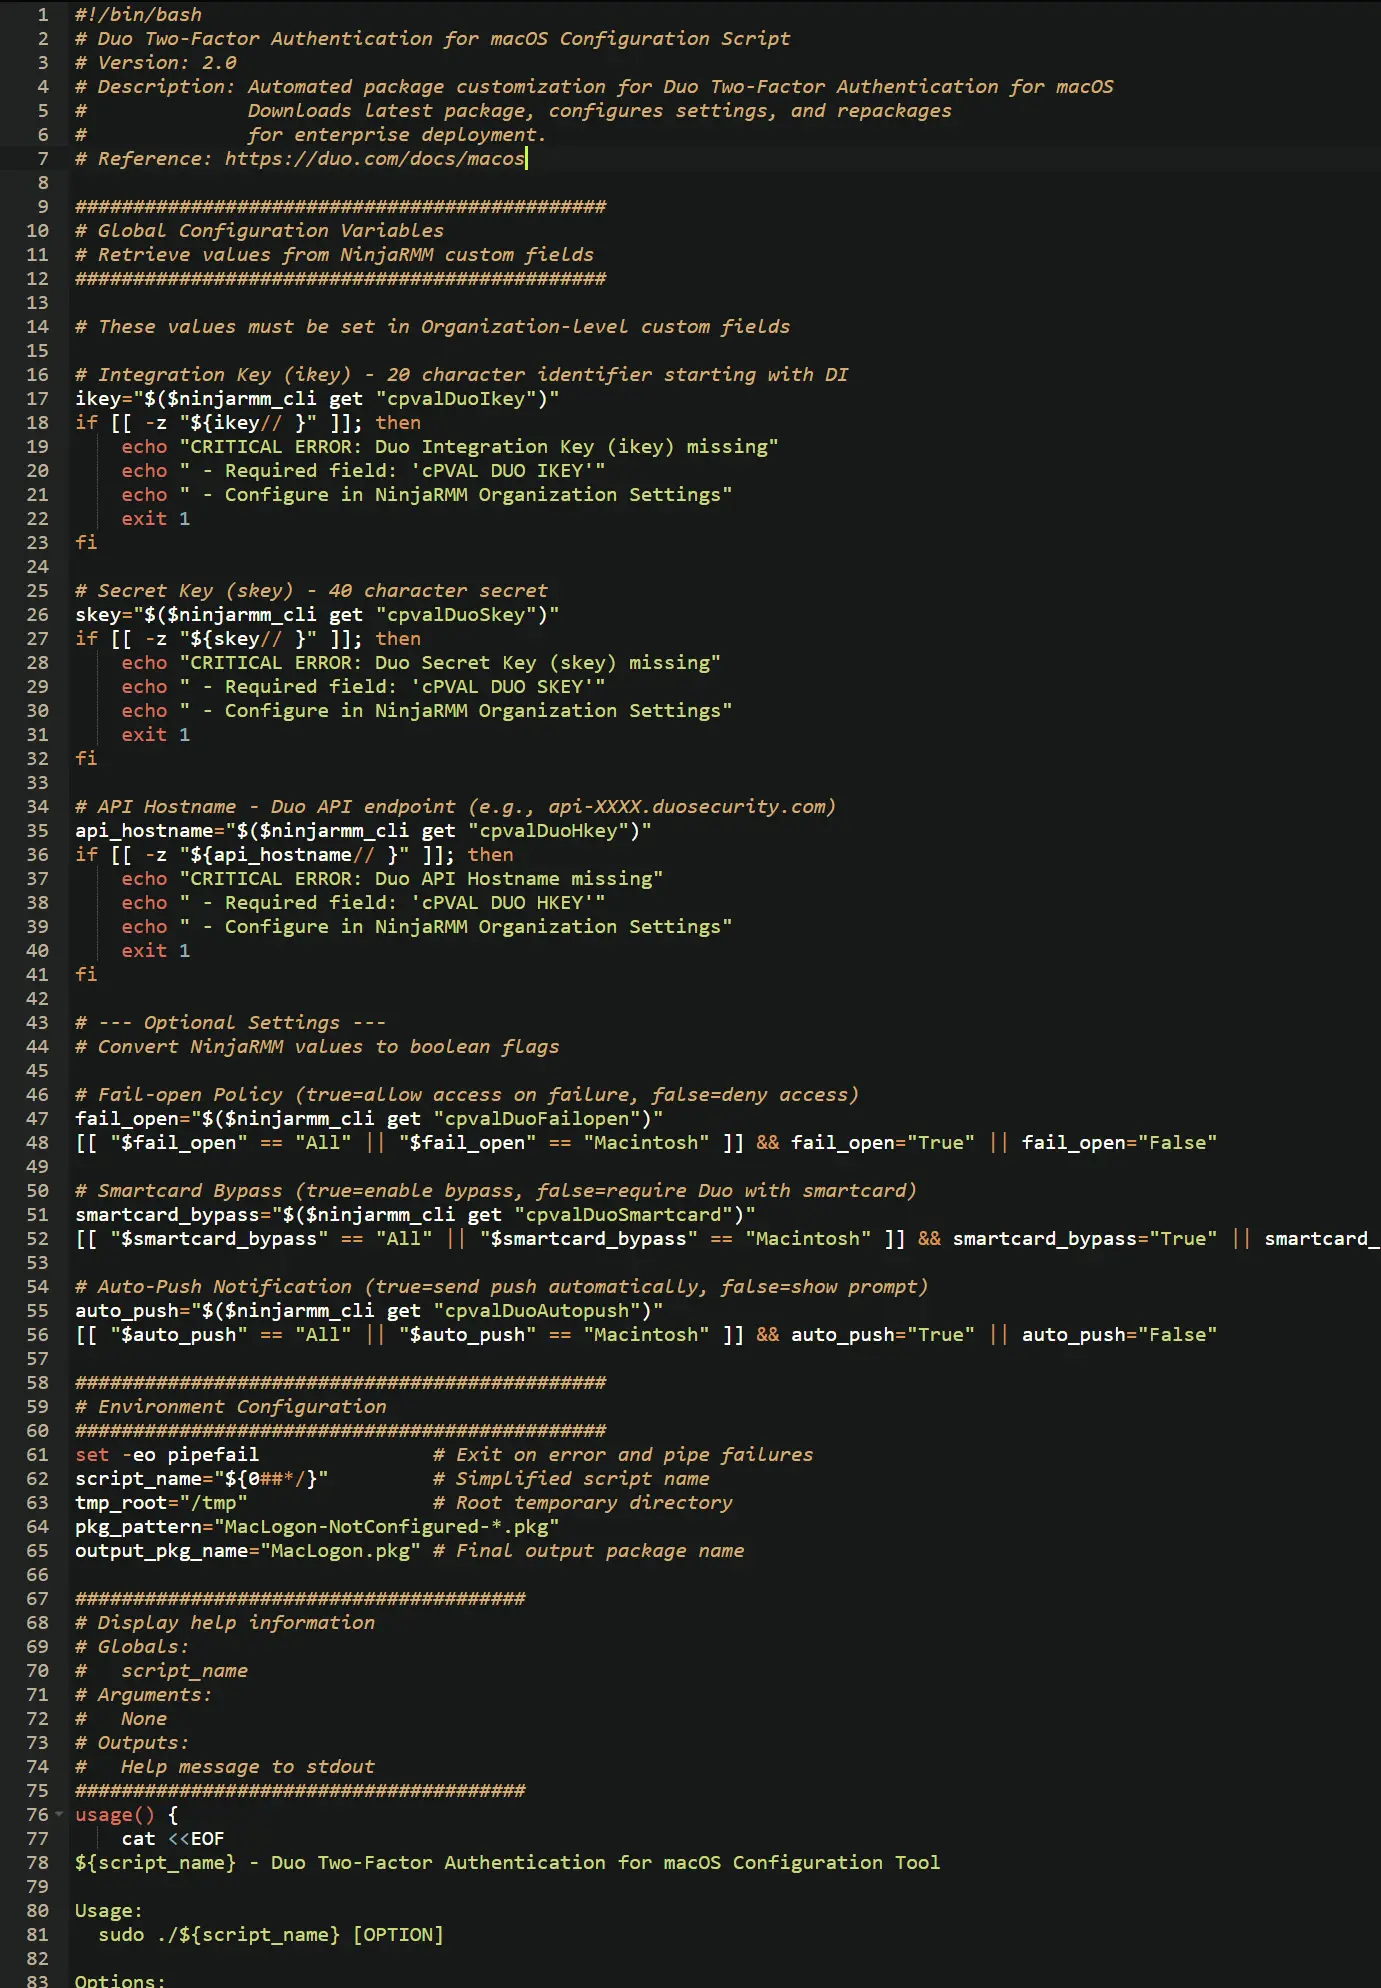 1 #!/bin/bash
2 # Duo Two-Factor Authentication for macOS Configuration Script
3 # Version: 2.0
4 # Description: Automated package customization for Duo Two-Factor Authentication for macOS
5 #              Downloads latest package, configures settings, and repackages
6 #              for enterprise deployment.
7 # Reference: https://duo.com/docs/macos
8
9 ##############################################
10 # Global Configuration Variables
11 # Retrieve values from NinjaRMM custom fields
12 ##############################################
13
14 # These values must be set in Organization-level custom fields
15
16 # Integration Key (ikey) - 20 character identifier starting with DI
17 ikey="$($ninjarmm_cli get "cpvalDuoIkey")"
18 if [[ -z "${ikey// }" ]]; then
19     echo "CRITICAL ERROR: Duo Integration Key (ikey) missing"
20     echo " - Required field: 'cPVAL DUO IKEY'"
21     echo " - Configure in NinjaRMM Organization Settings"
22     exit 1
23 fi
24
25 # Secret Key (skey) - 40 character secret
26 skey="$($ninjarmm_cli get "cpvalDuoSkey")"
27 if [[ -z "${skey// }" ]]; then
28     echo "CRITICAL ERROR: Duo Secret Key (skey) missing"
29     echo " - Required field: 'cPVAL DUO SKEY'"
30     echo " - Configure in NinjaRMM Organization Settings"
31     exit 1
32 fi
33
34 # API Hostname - Duo API endpoint (e.g., api-XXXX.duosecurity.com)
35 api_hostname="$($ninjarmm_cli get "cpvalDuoHkey")"
36 if [[ -z "${api_hostname// }" ]]; then
37     echo "CRITICAL ERROR: Duo API Hostname missing"
38     echo " - Required field: 'cPVAL DUO HKEY'"
39     echo " - Configure in NinjaRMM Organization Settings"
40     exit 1
41 fi
42
43 # --- Optional Settings ---
44 # Convert NinjaRMM values to boolean flags
45
46 # Fail-open Policy (true=allow access on failure, false=deny access)
47 fail_open="$($ninjarmm_cli get "cpvalDuoFailopen")"
48 [[ "$fail_open" == "All" || "$fail_open" == "Macintosh" ]] && fail_open="True" || fail_open="False"
49
50 # Smartcard Bypass (true=enable bypass, false=require Duo with smartcard)
51 smartcard_bypass="$($ninjarmm_cli get "cpvalDuoSmartcard")"
52 [[ "$smartcard_bypass" == "All" || "$smartcard_bypass" == "Macintosh" ]] && smartcard_bypass="True" || smartcard_
53
54 # Auto-Push Notification (true=send push automatically, false=show prompt)
55 auto_push="$($ninjarmm_cli get "cpvalDuoAutopush")"
56 [[ "$auto_push" == "All" || "$auto_push" == "Macintosh" ]] && auto_push="True" || auto_push="False"
57
58 ##############################################
59 # Environment Configuration
60 ##############################################
61 set -eo pipefail               # Exit on error and pipe failures
62 script_name="${0##*/}"         # Simplified script name
63 tmp_root="/tmp"                # Root temporary directory
64 pkg_pattern="MacLogon-NotConfigured-*.pkg"
65 output_pkg_name="MacLogon.pkg" # Final output package name
66
67 #######################################
68 # Display help information
69 # Globals:
70 #   script_name
71 # Arguments:
72 #   None
73 # Outputs:
74 #   Help message to stdout
75 #######################################
76 usage() {
77     cat <<EOF
78 ${script_name} - Duo Two-Factor Authentication for macOS Configuration Tool
79
80 Usage:
81   sudo ./${script_name} [OPTION]
82
83 Options: